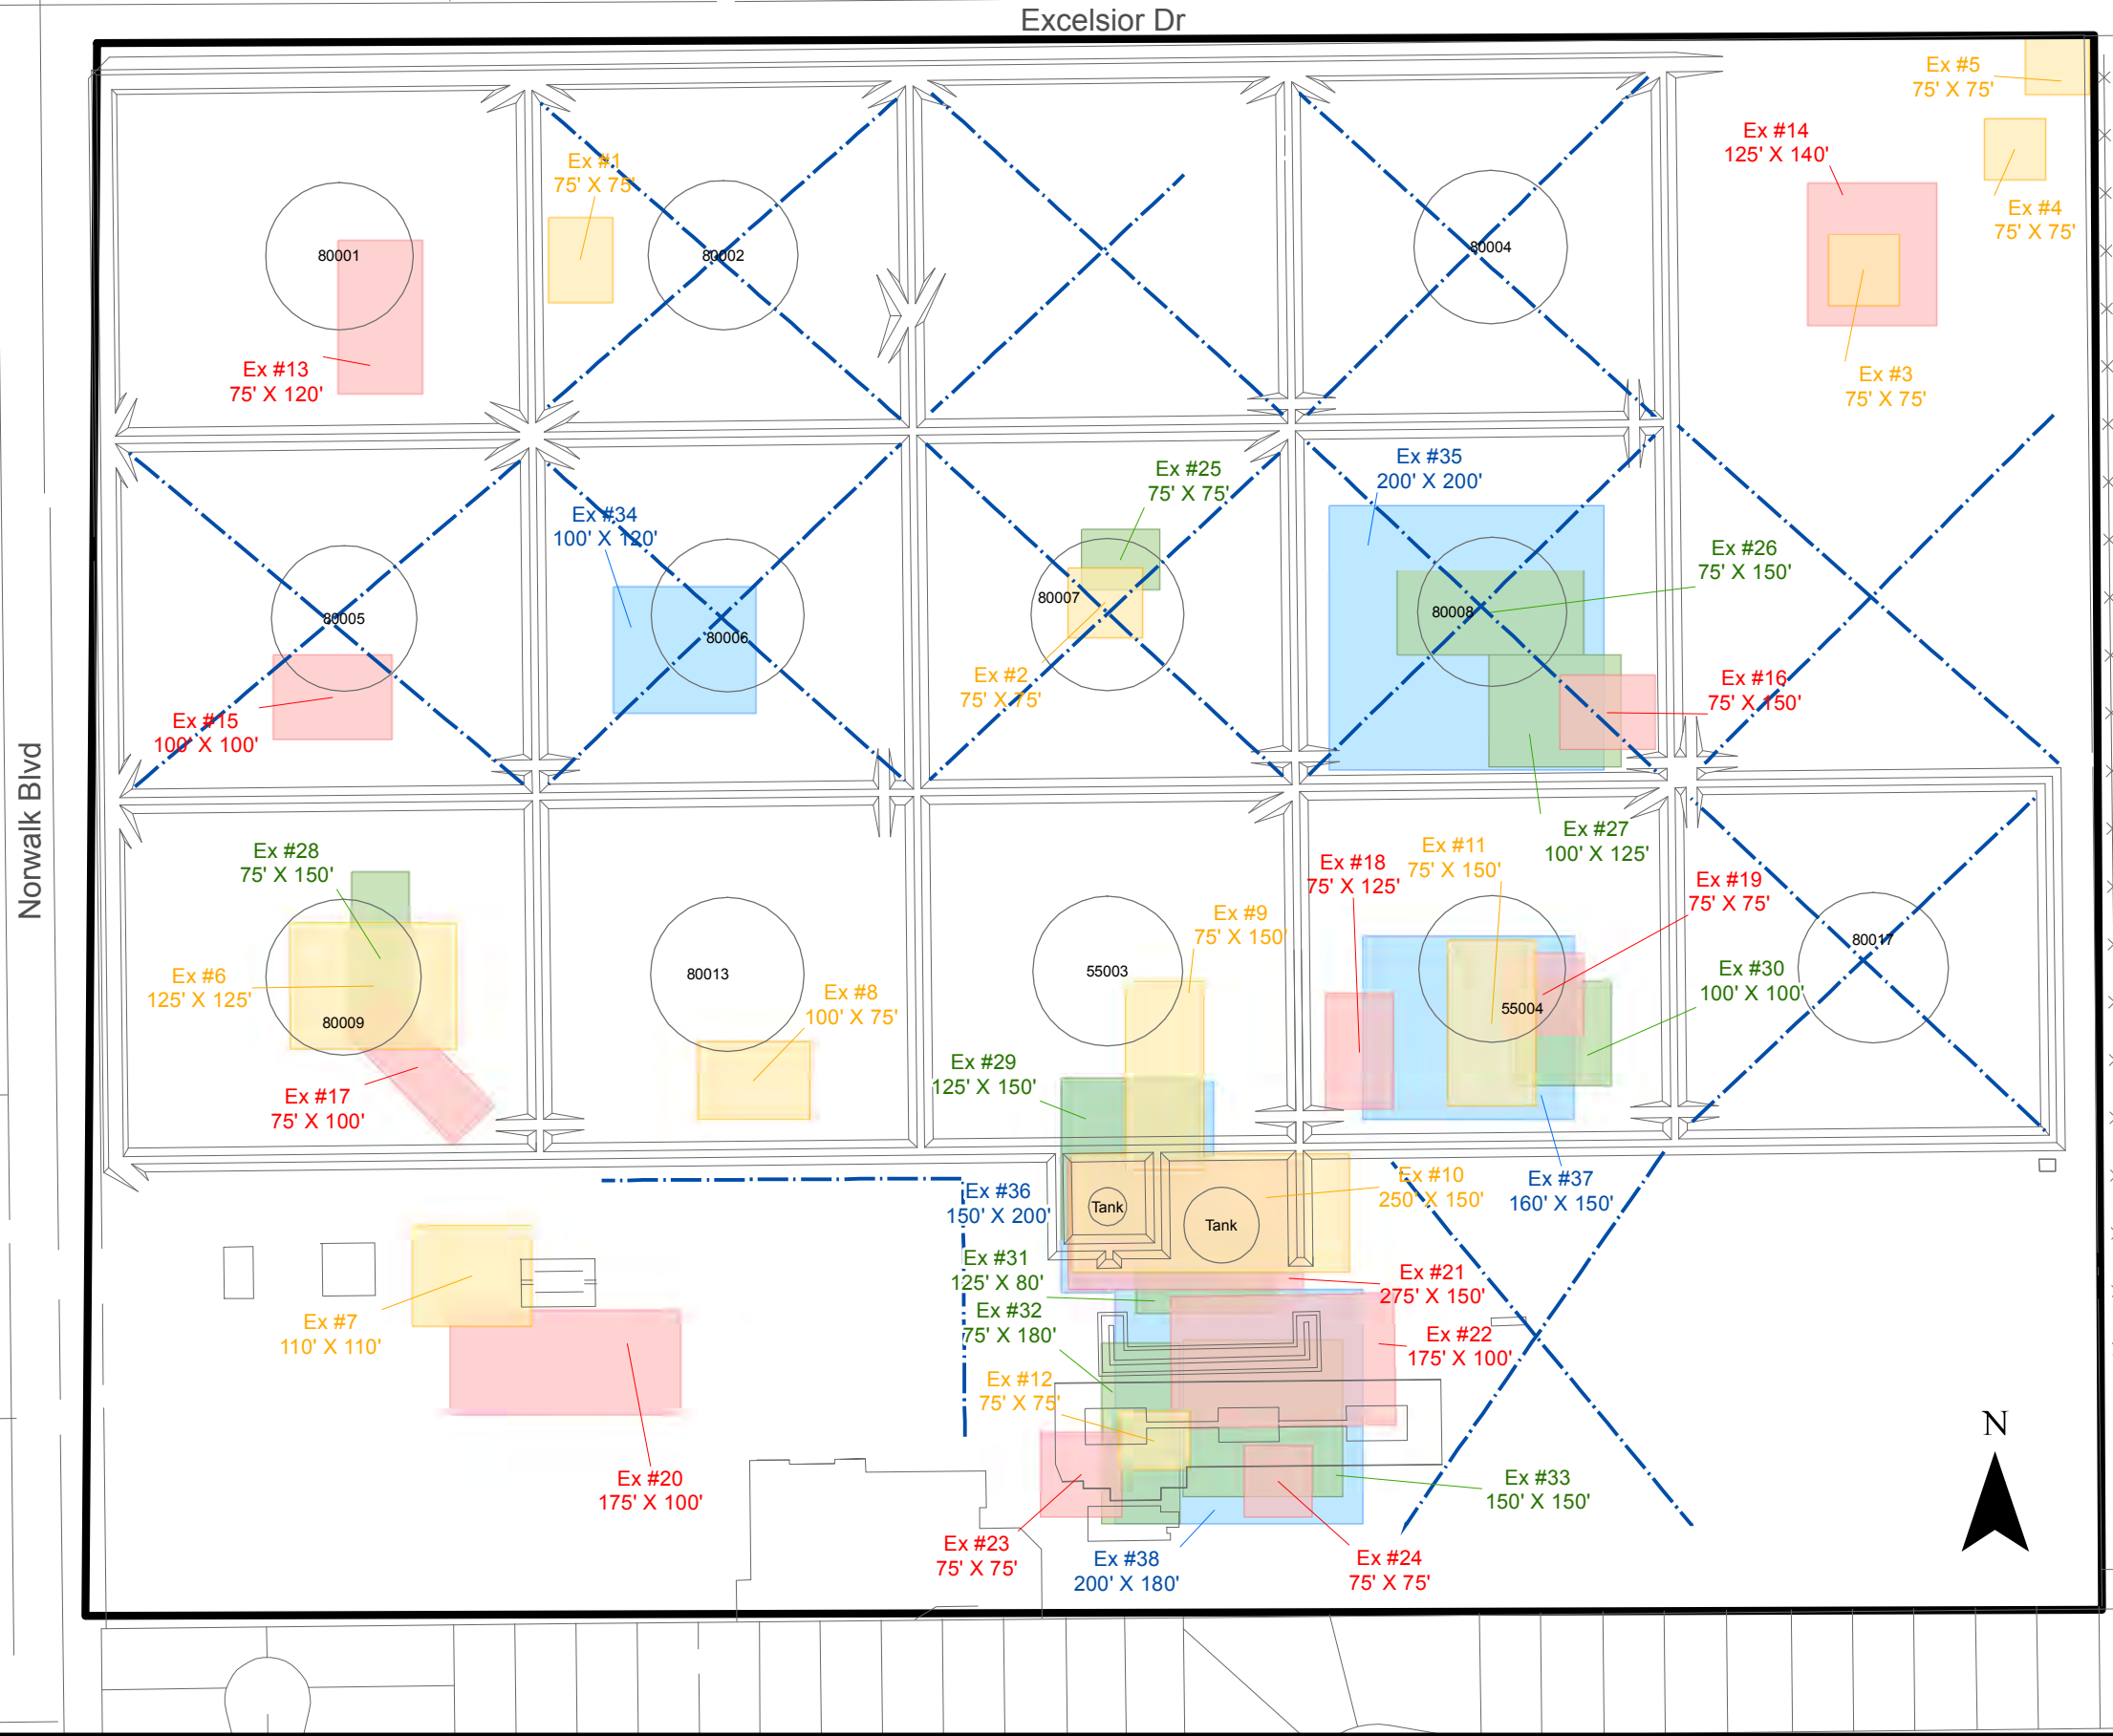 Excelsior Dr
Ex #5
75' X 75'
Ex #14
125' X 140'
Ex #1
75' X 75'
Ex #4
75' X 75'
80001
80002
80004
Ex #13
75' X 120'
Ex #3
75' X 75'
Ex #35
200' X 200'
Ex #25
75' X 75'
Ex #34
100' X 120'
Ex #26
75' X 150'
80005
80006
80007
80008
Ex #2
75' X 75'
Ex #16
75' X 150'
Ex #15
100' X 100'
Norwalk Blvd
Ex #27
100' X 125'
Ex #28
75' X 150'
Ex #11
75' X 150'
Ex #18
75' X 125'
Ex #19
75' X 75'
Ex #9
75' X 150'
80017
Ex #6
125' X 125'
80013
55003
Ex #30
100' X 100'
Ex #8
100' X 75'
55004
80009
Ex #29
125' X 150'
Ex #17
75' X 100'
Ex #36
150' X 200'
Ex #10
250' X 150'
Ex #37
160' X 150'
Tank
Tank
Ex #31
125' X 80'
Ex #21
275' X 150'
Ex #7
110' X 110'
Ex #32
75' X 180'
Ex #22
175' X 100'
Ex #12
75' X 75'
N
Ex #20
175' X 100'
Ex #33
150' X 150'
Ex #23
75' X 75'
Ex #38
200' X 180'
Ex #24
75' X 75'